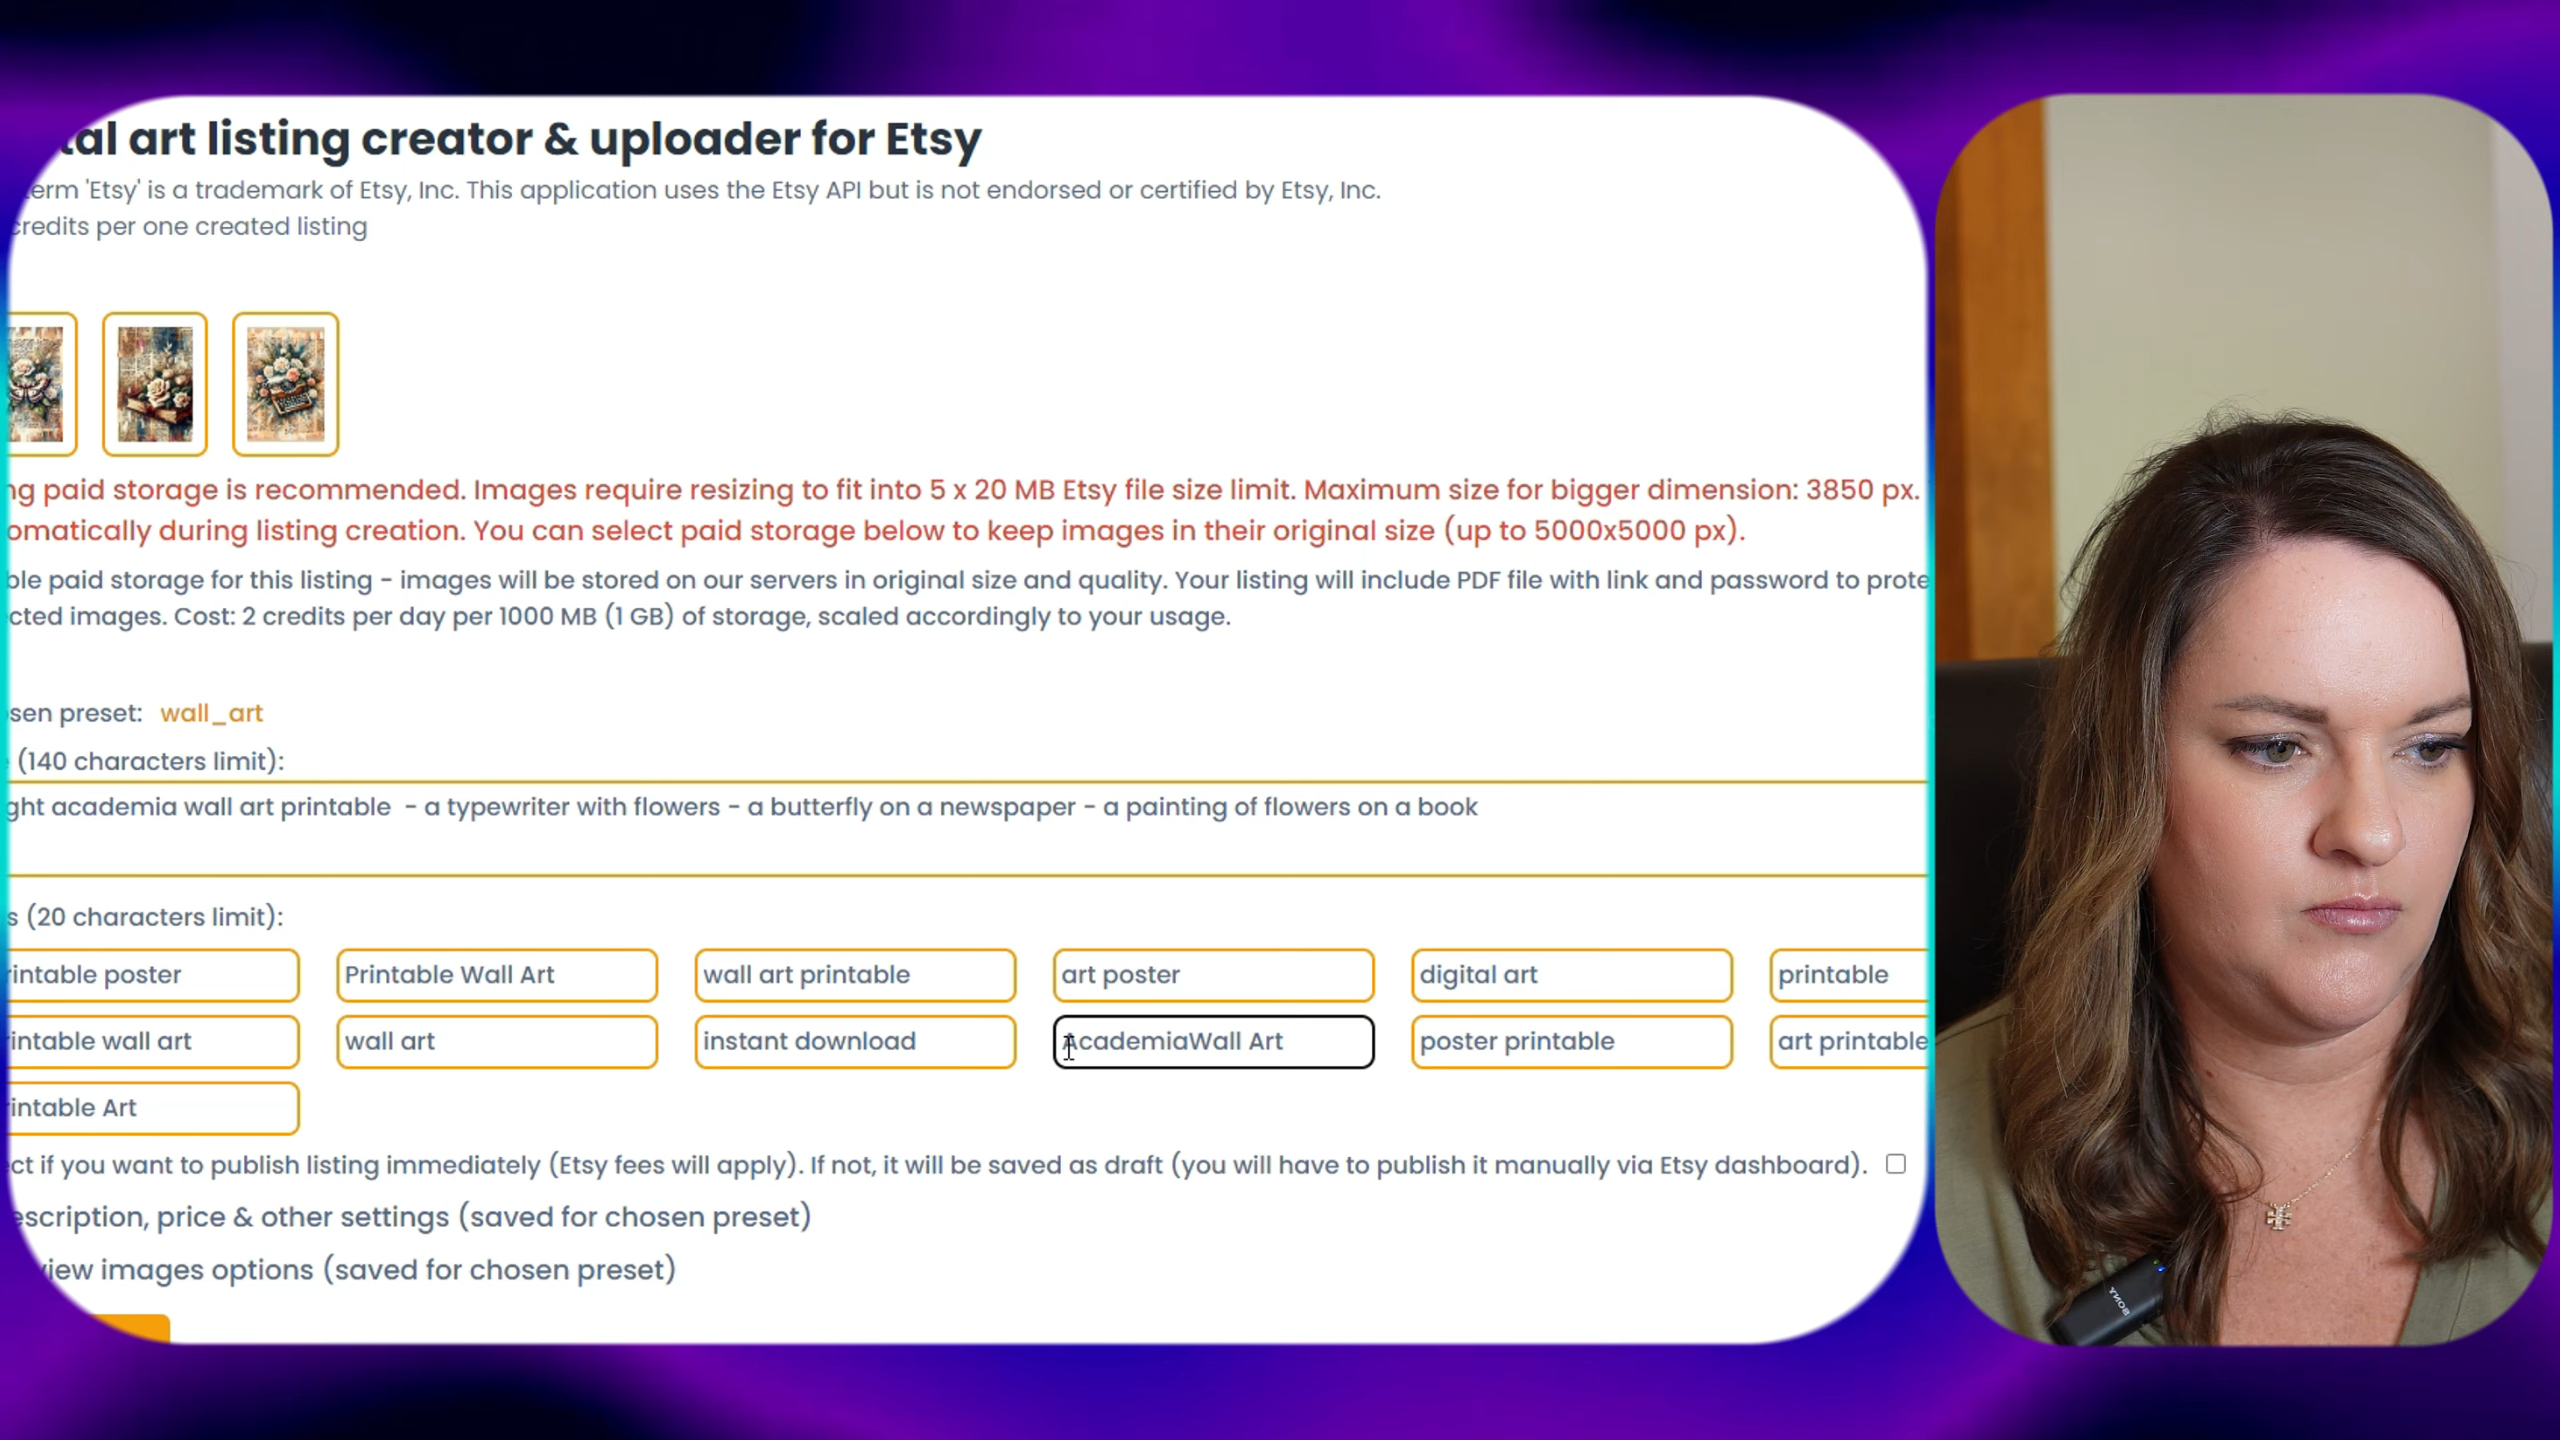 tal art listing creator & uploader for Etsy
erm 'Etsy' is a trademark of Etsy, Inc. This application uses the Etsy API but is not endorsed or certified by Etsy, Inc.
credits per one created listing
ng paid storage is recommended. Images require resizing to fit into 5 x 20 MB Etsy file size limit. Maximum size for bigger dimension: 3850 px.
omatically during listing creation. You can select paid storage below to keep images in their original size (up to 5000x5000 px).
ble paid storage for this listing - images will be stored on our servers in original size and quality. Your listing will include PDF file with link and password to prote
cted images. Cost: 2 credits per day per 1000 MB (1 GB) of storage, scaled accordingly to your usage.
sen preset: wall_art
(140 characters limit):
ght academia wall art printable - a typewriter with flowers - a butterfly on a newspaper - a painting of flowers on a book
s (20 characters limit):
intable poster Printable Wall Art wall art printable art poster digital art printable
intable wall art wall art instant download AcademiaWall Art poster printable art printable
intable Art
ect if you want to publish listing immediately (Etsy fees will apply). If not, it will be saved as draft (you will have to publish it manually via Etsy dashboard).
escription, price & other settings (saved for chosen preset)
view images options (saved for chosen preset)
SONY